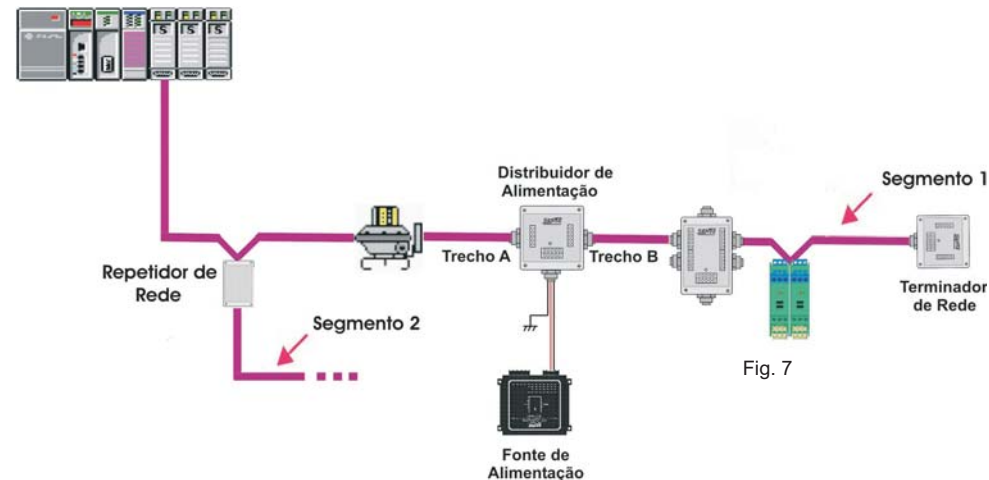 Distribuidor de
Alimentação
Segmento 1
Trecho A
Trecho B
Repetidor de
Rede
Terminador
de Rede
Segmento 2
Fig. 7
Fonte de
Alimentação